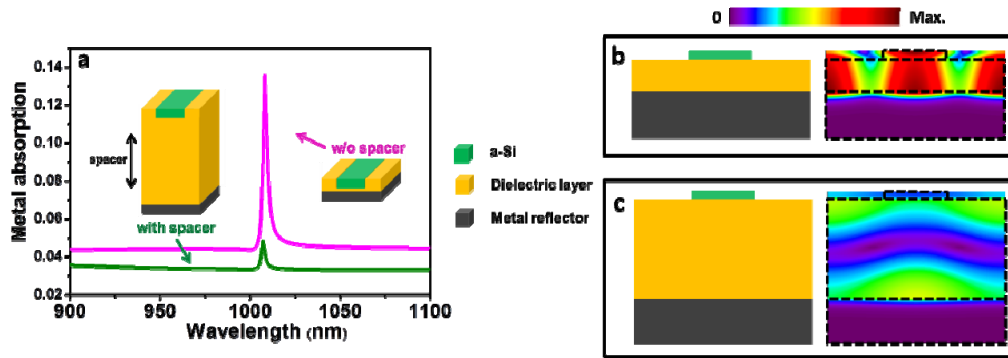 0 Max.
a
0.14
0.12
0.10
0.08
0.06
0.04
0.02
Metal absorption
spacer
w/o spacer
with spacer
900 950 1000 1050 1100
Wavelength (nm)
a-Si
Dielectric layer
Metal reflector
b
c